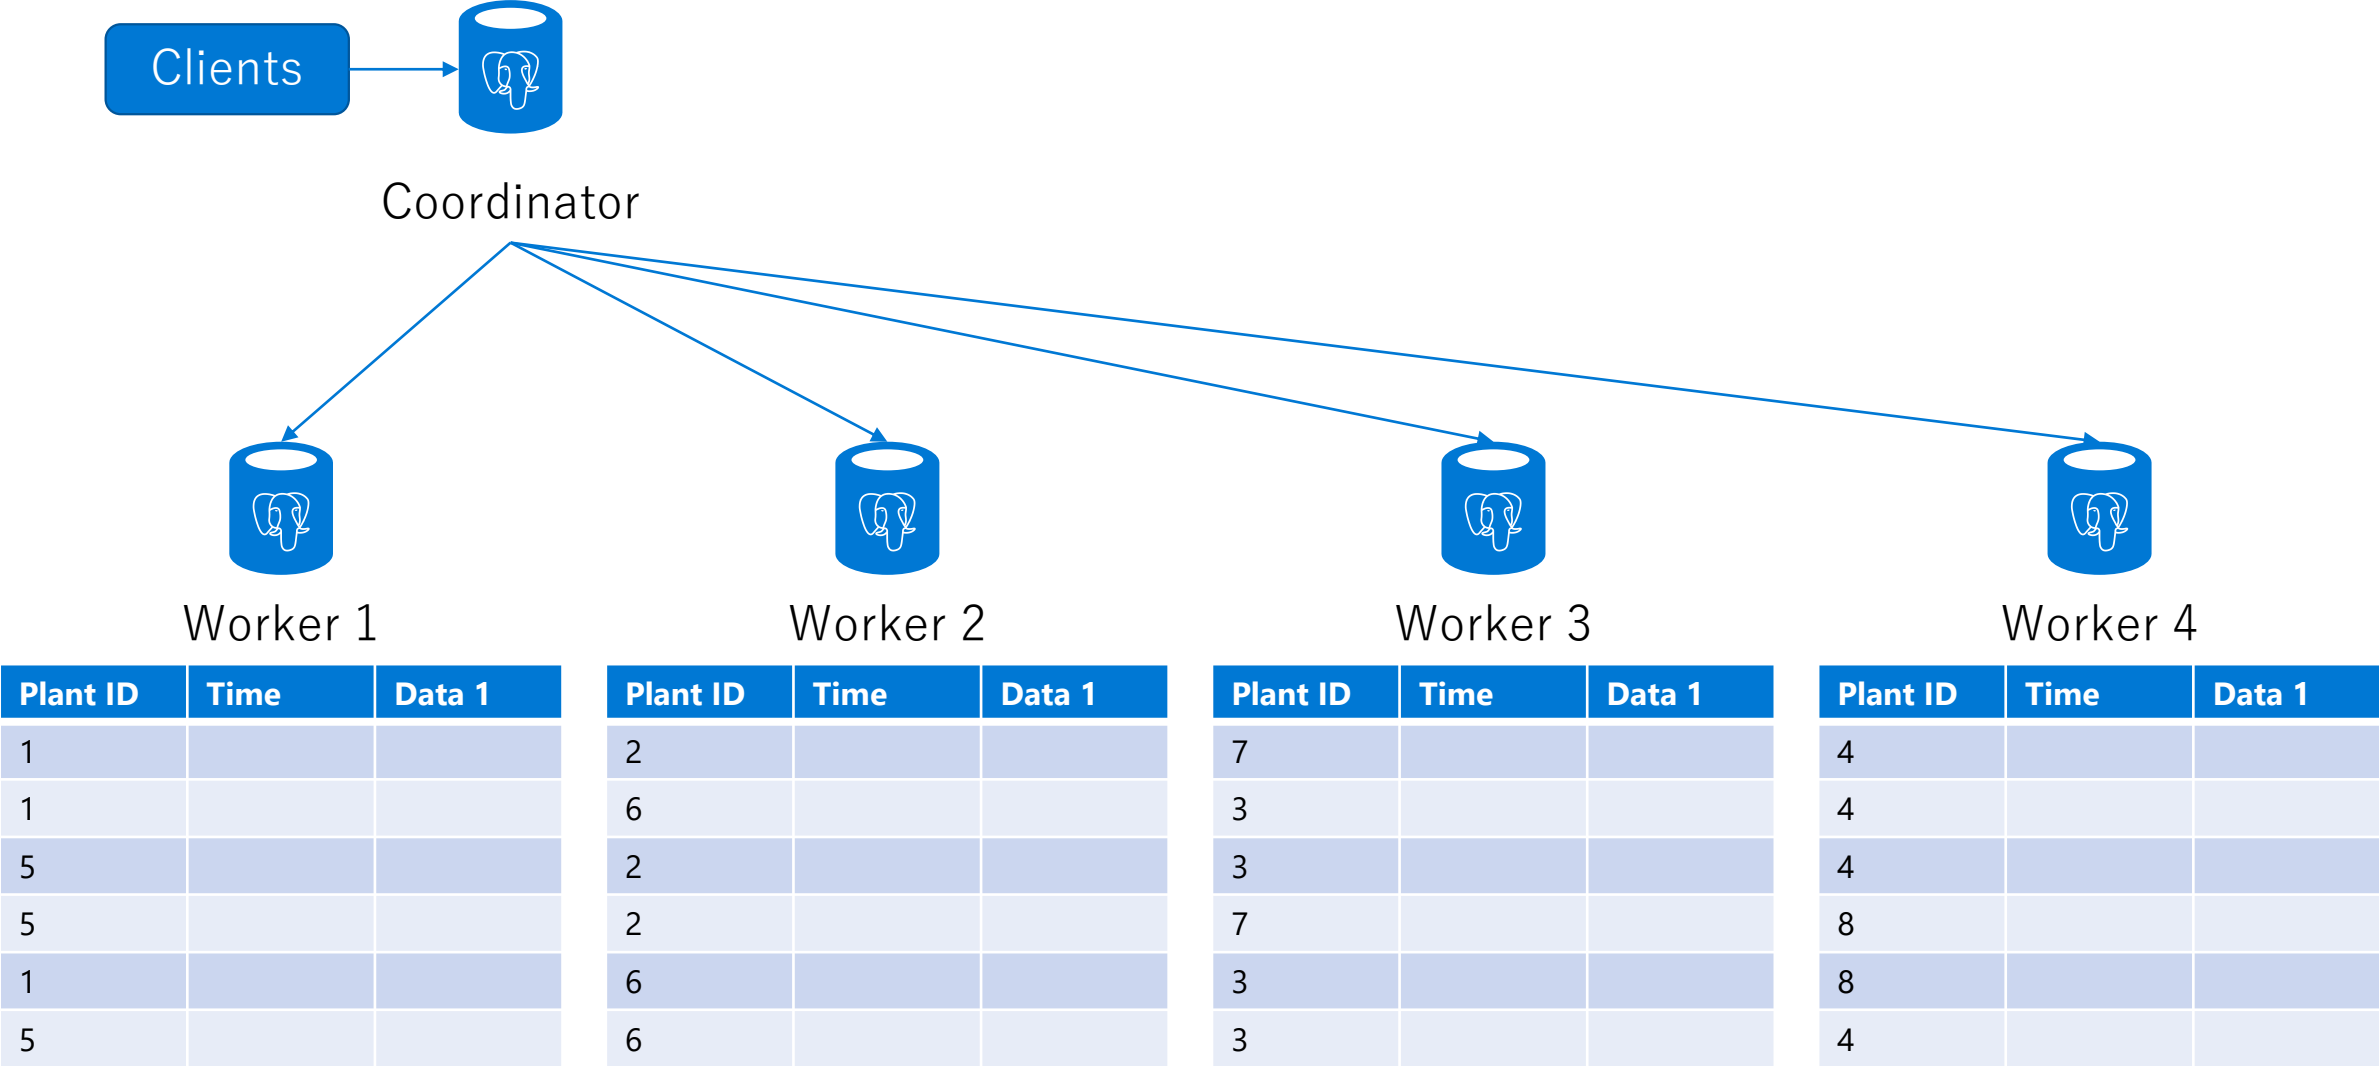 Clients
Coordinator
Worker 1 Worker 2 Worker 3 Worker 4
Plant ID Time Data 1 Plant ID Time Data 1 Plant ID Time Data 1 Plant ID Time Data 1
1 2 7 4
1 6 3 4
5 2 3 4
5 2 7 8
1 6 3 8
5 6 3 4